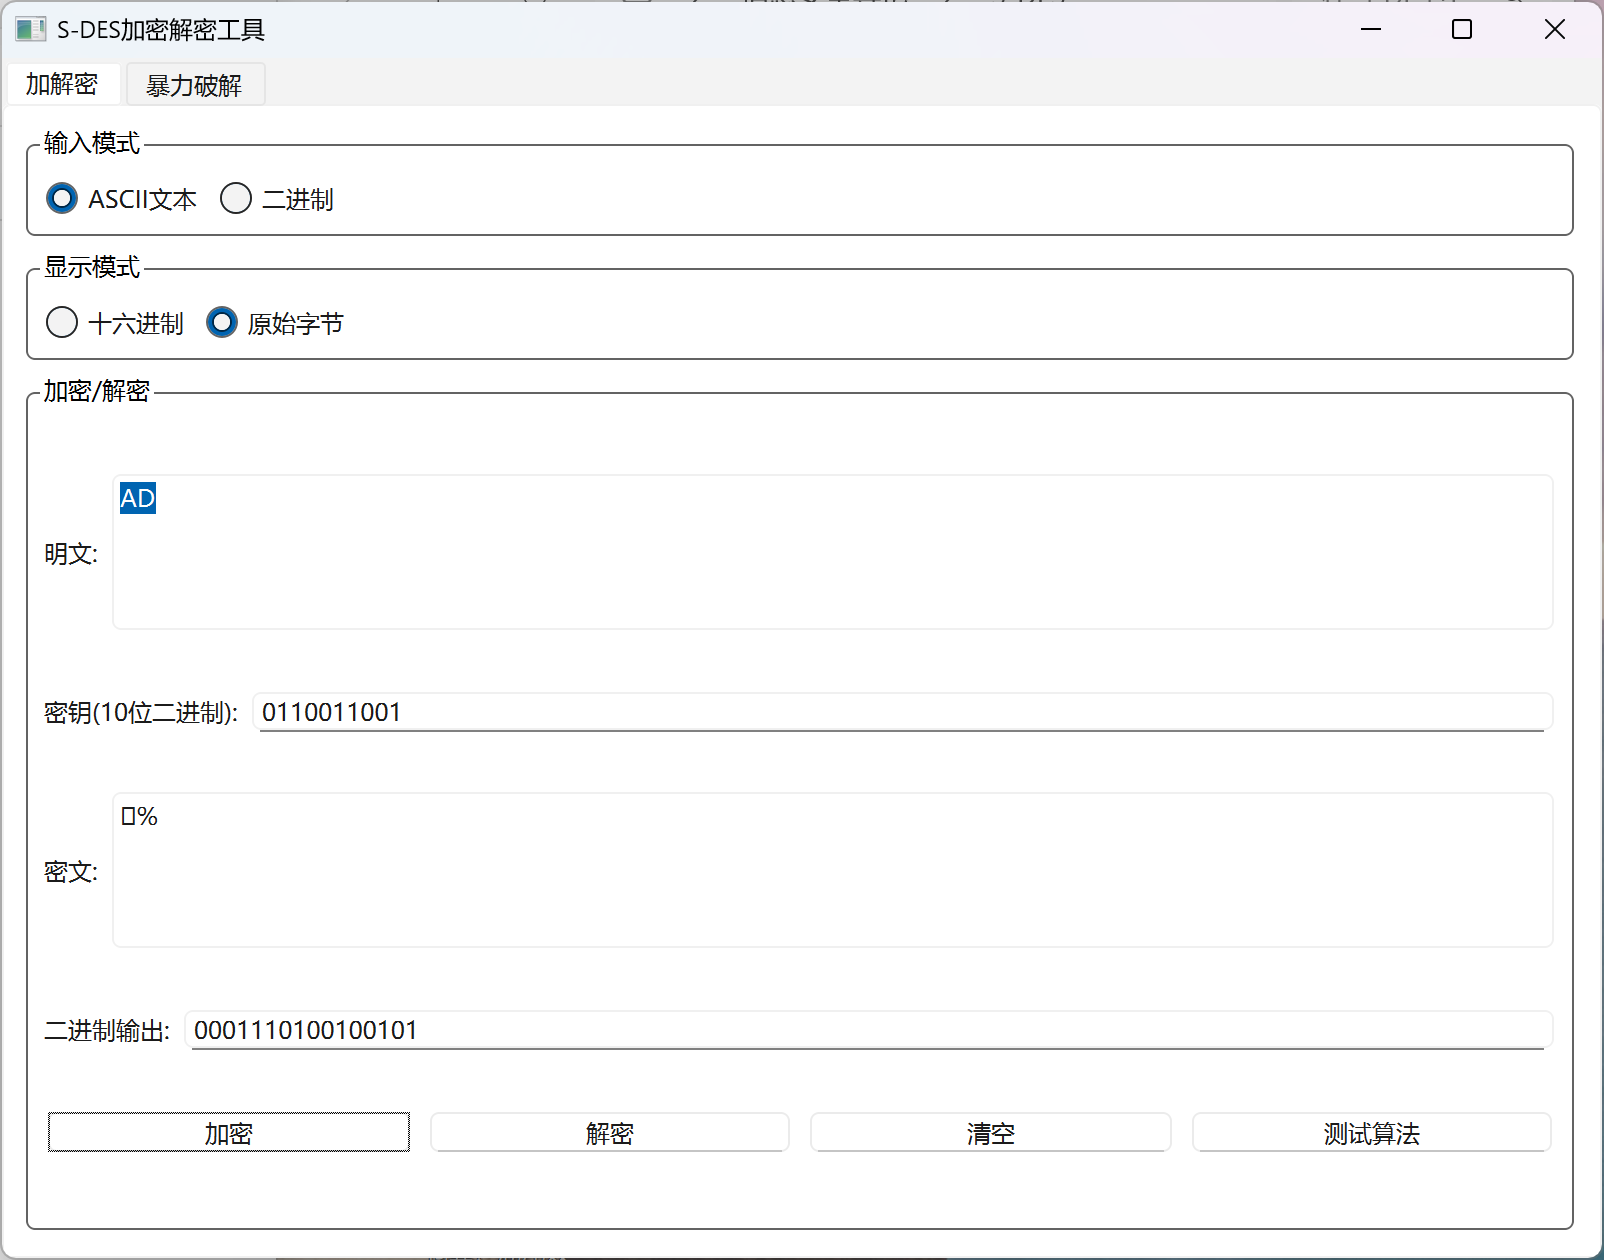 S-DES加密解密工具
加解密 暴力破解
输入模式
ASCII文本 二进制
显示模式
十六进制 原始字节
加密/解密
AD
明文:
密钥(10位二进制): 0110011001
▯%
密文:
二进制输出: 0001110100100101
加密 解密 清空 测试算法